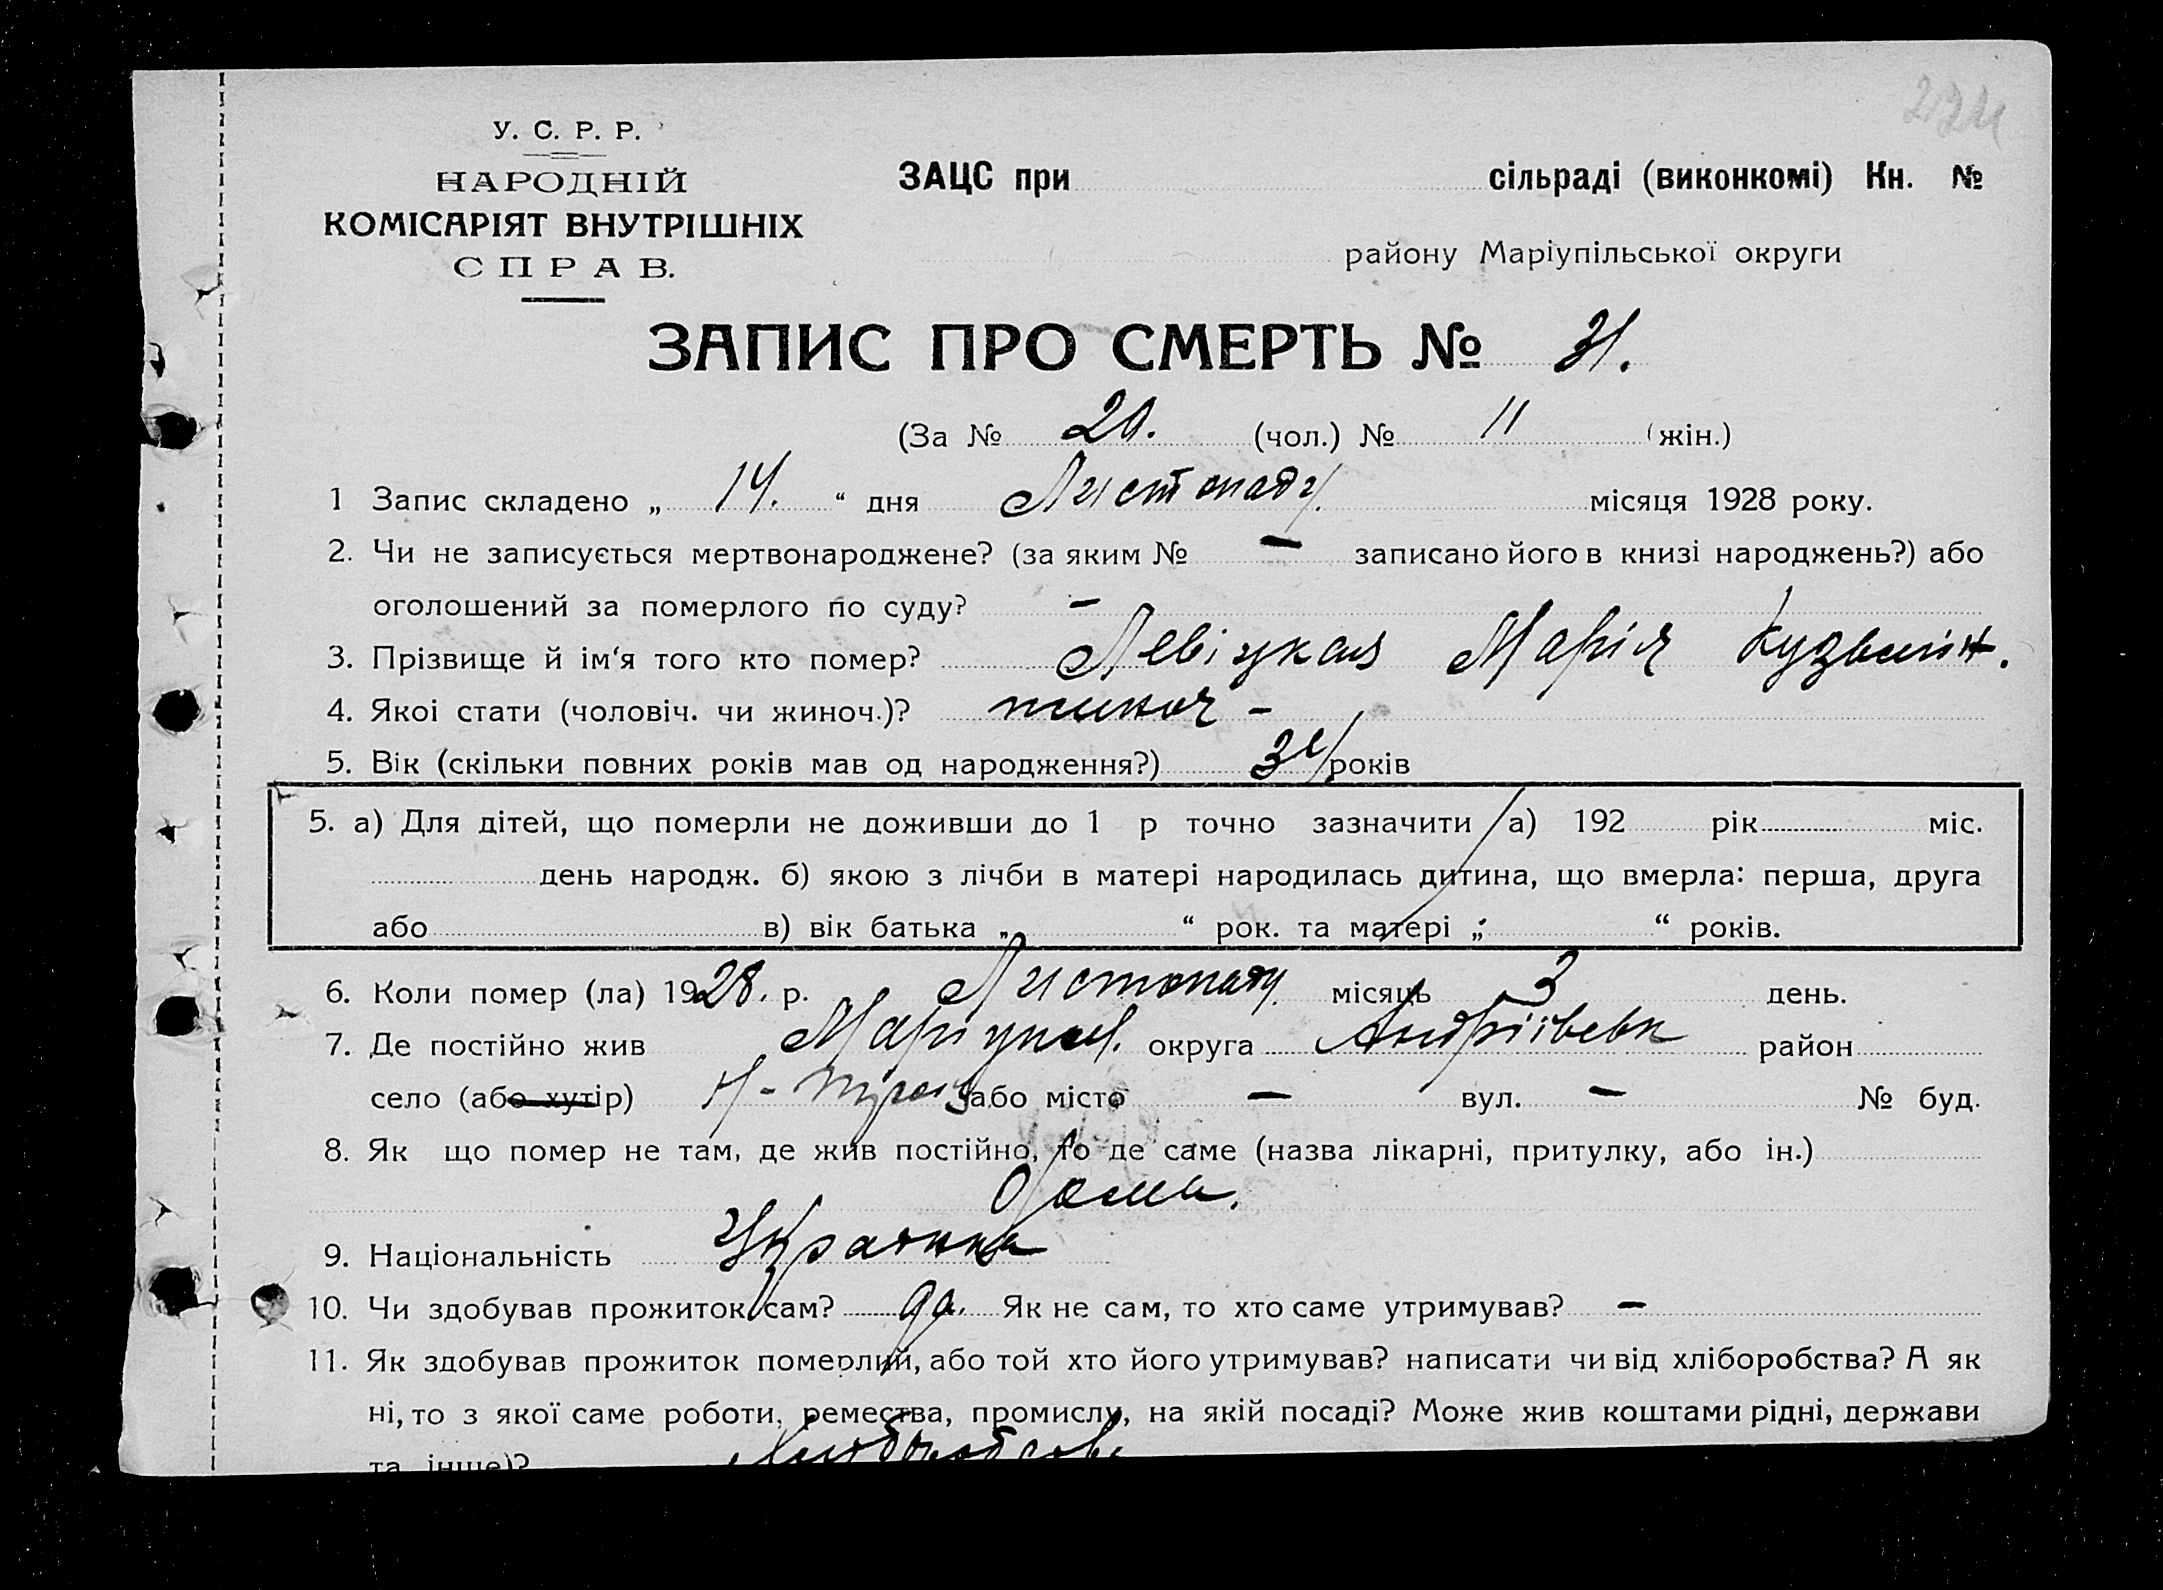 У. С. Р. Р.
НАРОДНІЙ
КОМІСАРІЯТ ВНУТРІШНІХ
СПРАВ.
ЗАЦС при сільраді (виконкомі) Кн. №
району Маріупільської округи
ЗАПИС ПРО СМЕРТЬ № 31.
(За № 20. (чол.) № 11 (жін.)
1 Запис складено „ 14. “ дня Листопаду місяця 1928 року.
2. Чи не записується мертвонароджене? (за яким № — записано його в книзі народжень?) або
оголошений за померлого по суду? —
3. Прізвище й ім‘я того кто помер? Левіцкая Марія Кузьмін.
4. Якоі стати (чоловіч. чи жиноч.)? жиноч –
5. Вік (скільки повних років мав од народження?) років
5. а) Для дітей, що померли не доживши до 1 р точно зазначити а) 192 рік міс.
день народж. б) якою з лічби в матері народилась дитина, що вмерла: перша, друга
або в) вік батька „ “ рок. та матері „ “ років.
6. Коли помер (ла) 1928. р. Листопаду місяць 3 день.
7. Де постійно жив Маріупил. округа Андріівськ район
село (або хутір) або місто — вул. — № буд.
8. Як що помер не там, де жив постійно, то де саме (назва лікарні, притулку, або ін.)
дома.
9. Національність Украинка
10. Чи здобував прожиток сам? да. Як не сам, то хто саме утримував? —
11. Як здобував прожиток померлий, або той хто його утримував? написати чи від хліборобства? А як
ні, то з якої саме роботи, ремества, промислу, на якій посаді? Може жив коштами рідні, держави
та інше)?